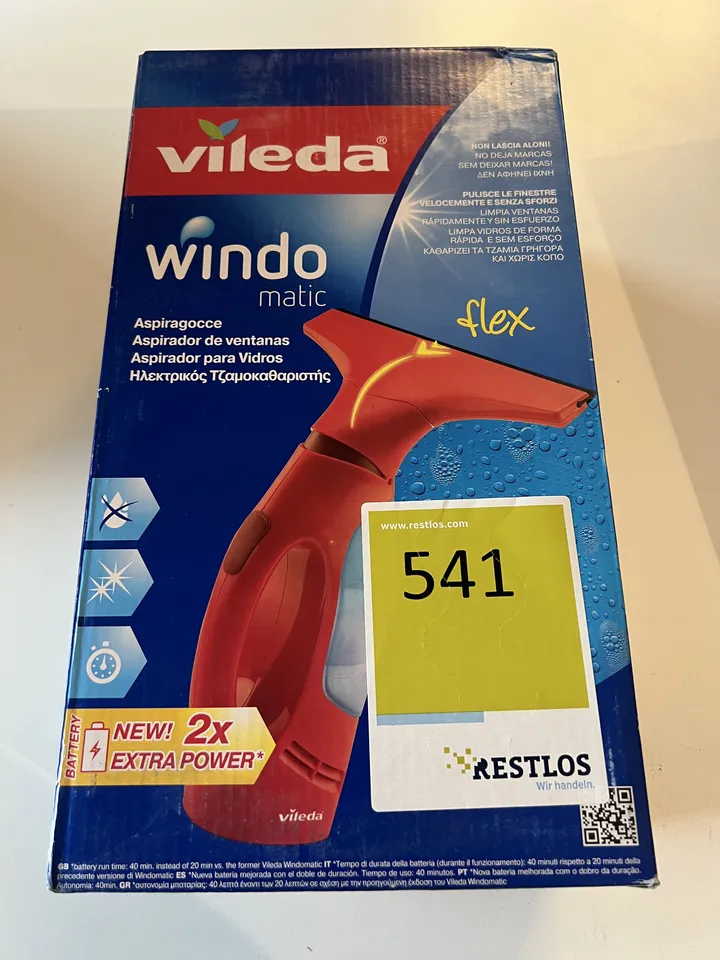 vileda®
NON LASCIA ALONI!
NO DEJA MARCAS
SEM DEIXAR MARCAS!
ΔΕΝ ΑΦΗΝΕΙ ΙΧΝΗ
PULISCE LE FINESTRE
VELOCEMENTE E SENZA SFORZI
LIMPIA VENTANAS
RÁPIDAMENTE Y SIN ESFUERZO
LIMPA VIDROS DE FORMA
RÁPIDA E SEM ESFORÇO
ΚΑΘΑΡΙΖΕΙ ΤΑ ΤΖΑΜΙΑ ΓΡΗΓΟΡΑ
ΚΑΙ ΧΩΡΙΣ ΚΟΠΟ
windo
matic
flex
Aspiragocce
Aspirador de ventanas
Aspirador para Vidros
Ηλεκτρικός Τζαμοκαθαριστής
www.restlos.com
541
RESTLOS
Wir handeln.
BATTERY
NEW! 2x
EXTRA POWER*
vileda
GB *battery run time: 40 min. instead of 20 min vs. the former Vileda Windomatic IT *Tempo di durata della batteria (durante il funzionamento): 40 minuti rispetto a 20 minuti della
precedente versione di Windomatic ES *Nueva batería mejorada con el doble de duración. Tiempo de uso: 40 minutos. PT *Nova bateria melhorada com o dobro da duração.
Autonomia: 40min. GR *αυτονομία μπαταρίας: 40 λεπτά έναντι των 20 λεπτών σε σχέση με την προηγούμενη έκδοση του Vileda Windomatic